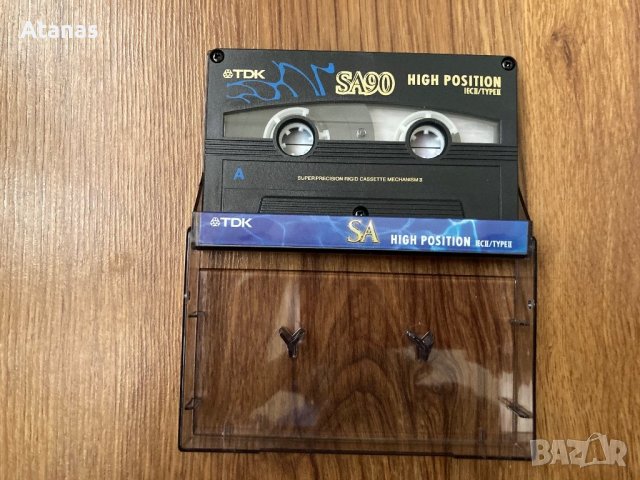 Atanas
TDK SA90 HIGH POSITION
IECII/TYPEII
A
SUPER PRECISION RIGID CASSETTE MECHANISM II
TDK SA HIGH POSITION IECII/TYPEII
BAZAR